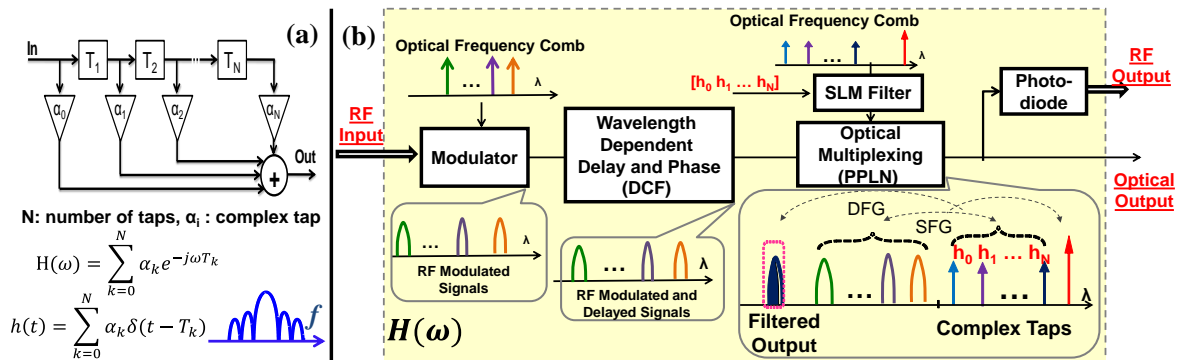 (a)
In
T1
T2
TN
α0
α1
α2
αN
+
Out
N: number of taps, αi : complex tap
H(ω) = ∑_{k=0}^{N} αk e^{-jωTk}
h(t) = ∑_{k=0}^{N} αk δ(t − Tk)
f
(b)
Optical Frequency Comb
...
λ
RF
Input
Modulator
Wavelength
Dependent
Delay and Phase
(DCF)
Optical Frequency Comb
...
λ
[h0 h1 ... hN]
SLM Filter
Optical
Multiplexing
(PPLN)
Photo-
diode
RF
Output
Optical
Output
...
λ
RF Modulated
Signals
...
λ
RF Modulated and
Delayed Signals
DFG
SFG
h0 h1 ... hN
...
...
λ
Filtered
Output
Complex Taps
H(ω)